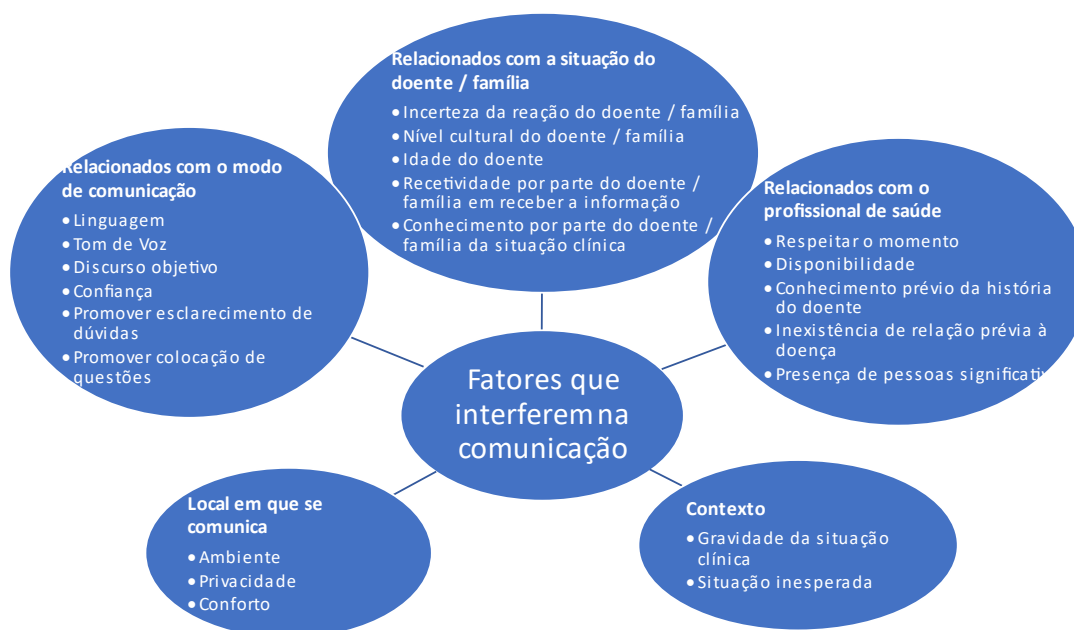 Relacionados com a situação do
doente / família
• Incerteza da reação do doente / família
• Nível cultural do doente / família
• Idade do doente
• Recetividade por parte do doente /
família em receber a informação
• Conhecimento por parte do doente /
família da situação clínica
Relacionados com o modo
de comunicação
• Linguagem
• Tom de Voz
• Discurso objetivo
• Confiança
• Promover esclarecimento de
dúvidas
• Promover colocação de
questões
Relacionados com o
profissional de saúde
• Respeitar o momento
• Disponibilidade
• Conhecimento prévio da história
do doente
• Inexistência de relação prévia à
doença
• Presença de pessoas
Fatores que
interferem na
comunicação
Local em que se
comunica
• Ambiente
• Privacidade
• Conforto
Contexto
• Gravidade da situação
clínica
• Situação inesperada